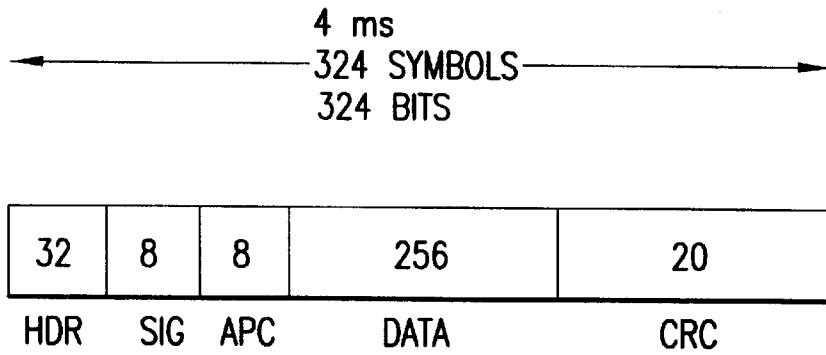 4 ms
324 SYMBOLS
324 BITS
32 8 8 256 20
HDR SIG APC DATA CRC